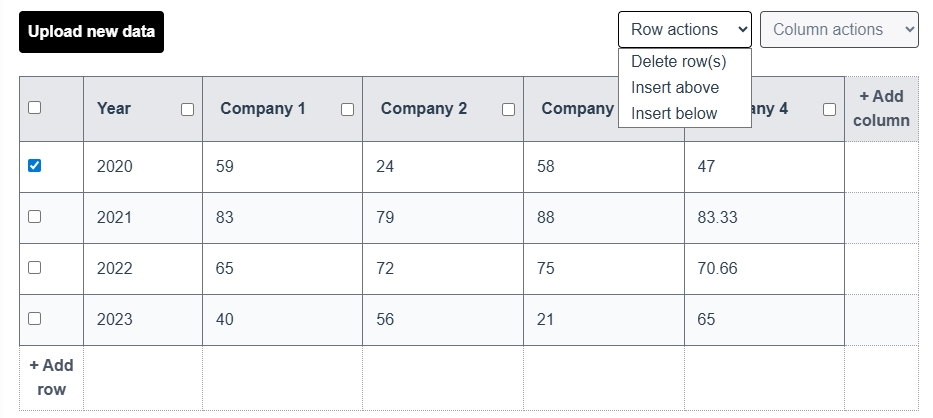 Upload new data
Row actions
Column actions
Delete row(s)
Insert above
Insert below
Year
Company 1
Company 2
Company
any 4
+ Add
column
2020 59 24 58 47
2021 83 79 88 83.33
2022 65 72 75 70.66
2023 40 56 21 65
+ Add
row